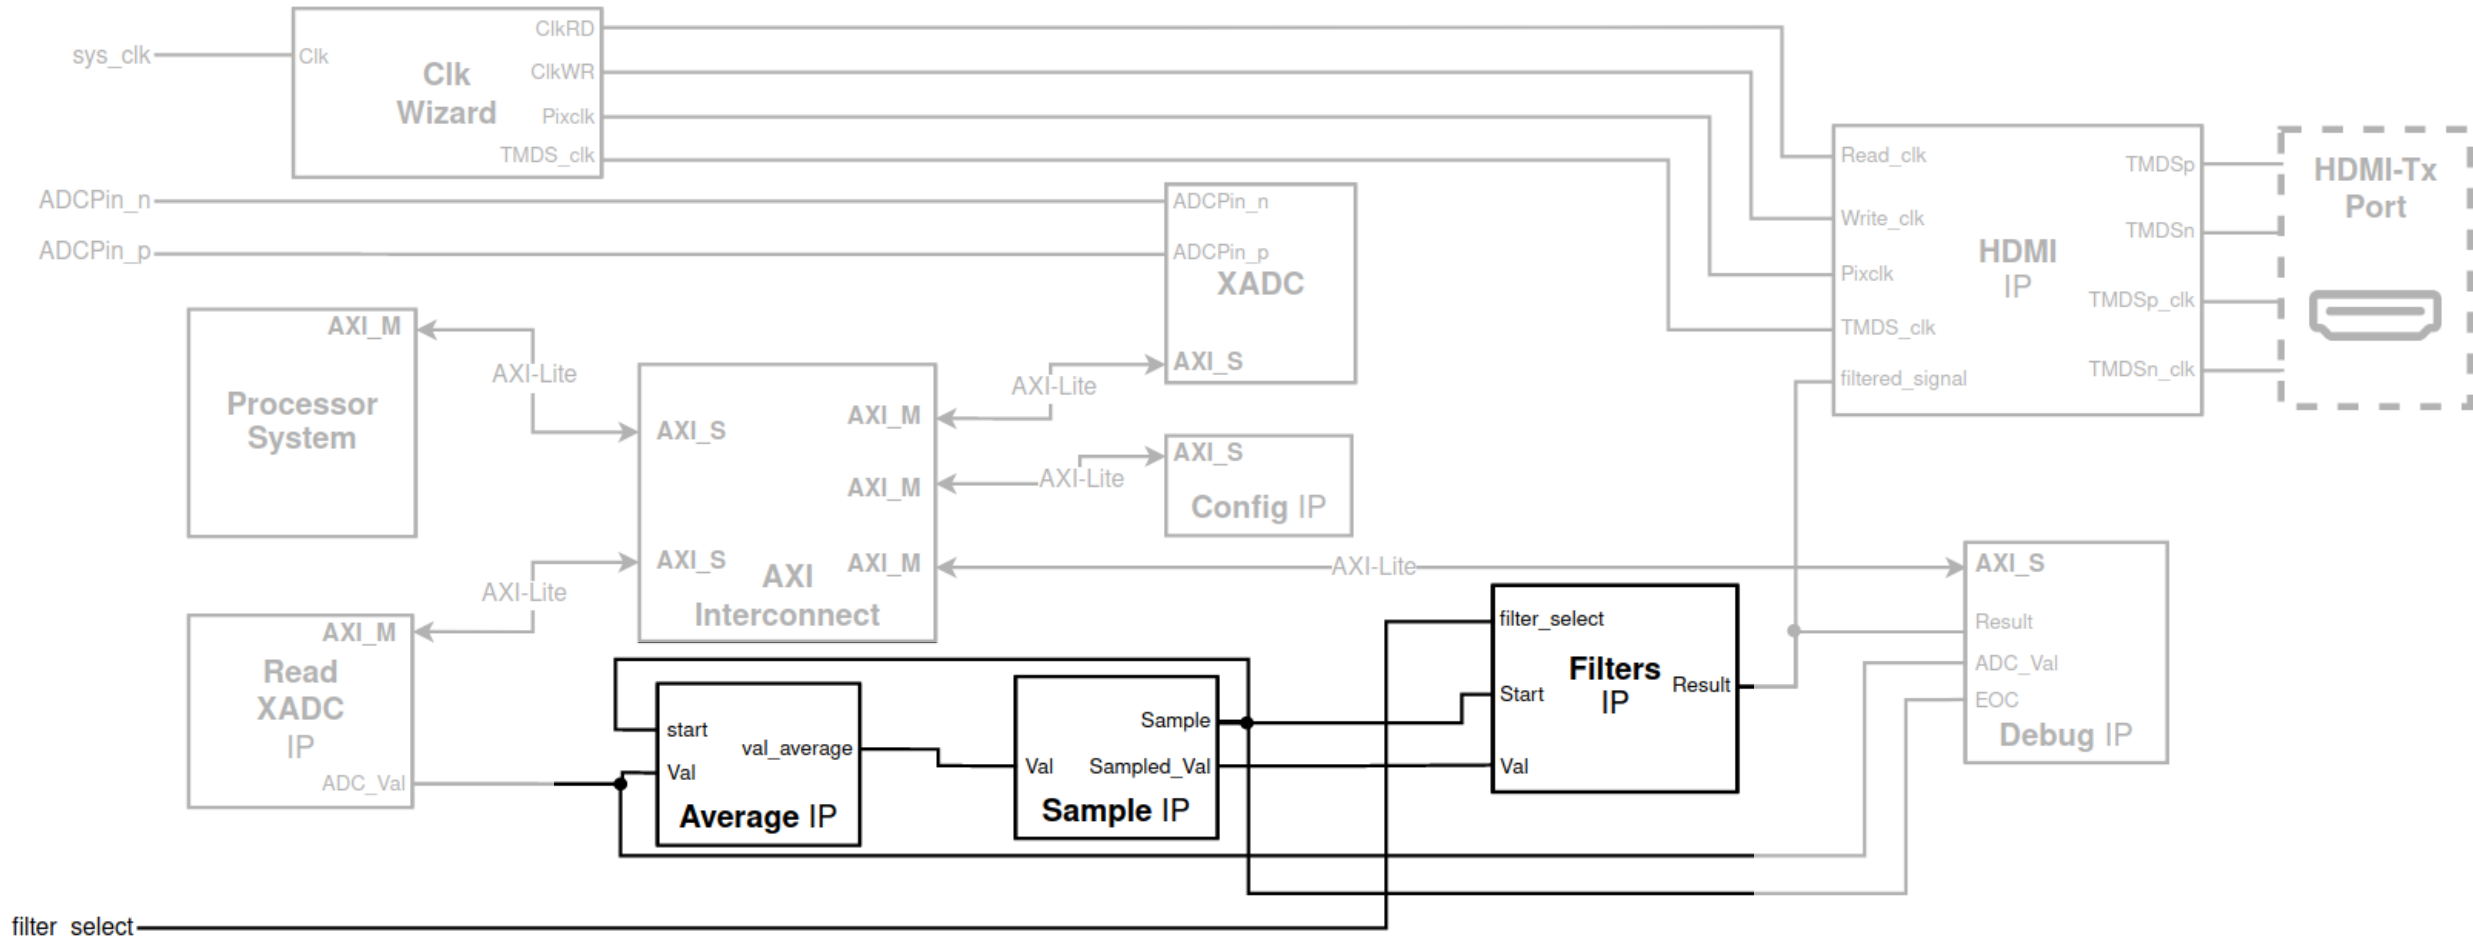 sys_clk
Clk
Clk
Wizard
ClkRD
ClkWR
Pixclk
TMDS_clk
ADCPin_n
ADCPin_p
ADCPin_n
ADCPin_p
XADC
AXI_S
Read_clk
Write_clk
Pixclk
TMDS_clk
filtered_signal
HDMI
IP
TMDSp
TMDSn
TMDSp_clk
TMDSn_clk
HDMI-Tx
Port
AXI_M
Processor
System
AXI-Lite
AXI_S
AXI_S
AXI_M
AXI_M
AXI_M
AXI
Interconnect
AXI-Lite
AXI-Lite
AXI_S
Config IP
AXI-Lite
AXI-Lite
AXI_M
Read
XADC
IP
ADC_Val
start
Val
val_average
Average IP
Val
Sample
Sampled_Val
Sample IP
filter_select
Start
Val
Filters
IP
Result
AXI_S
Result
ADC_Val
EOC
Debug IP
filter_select